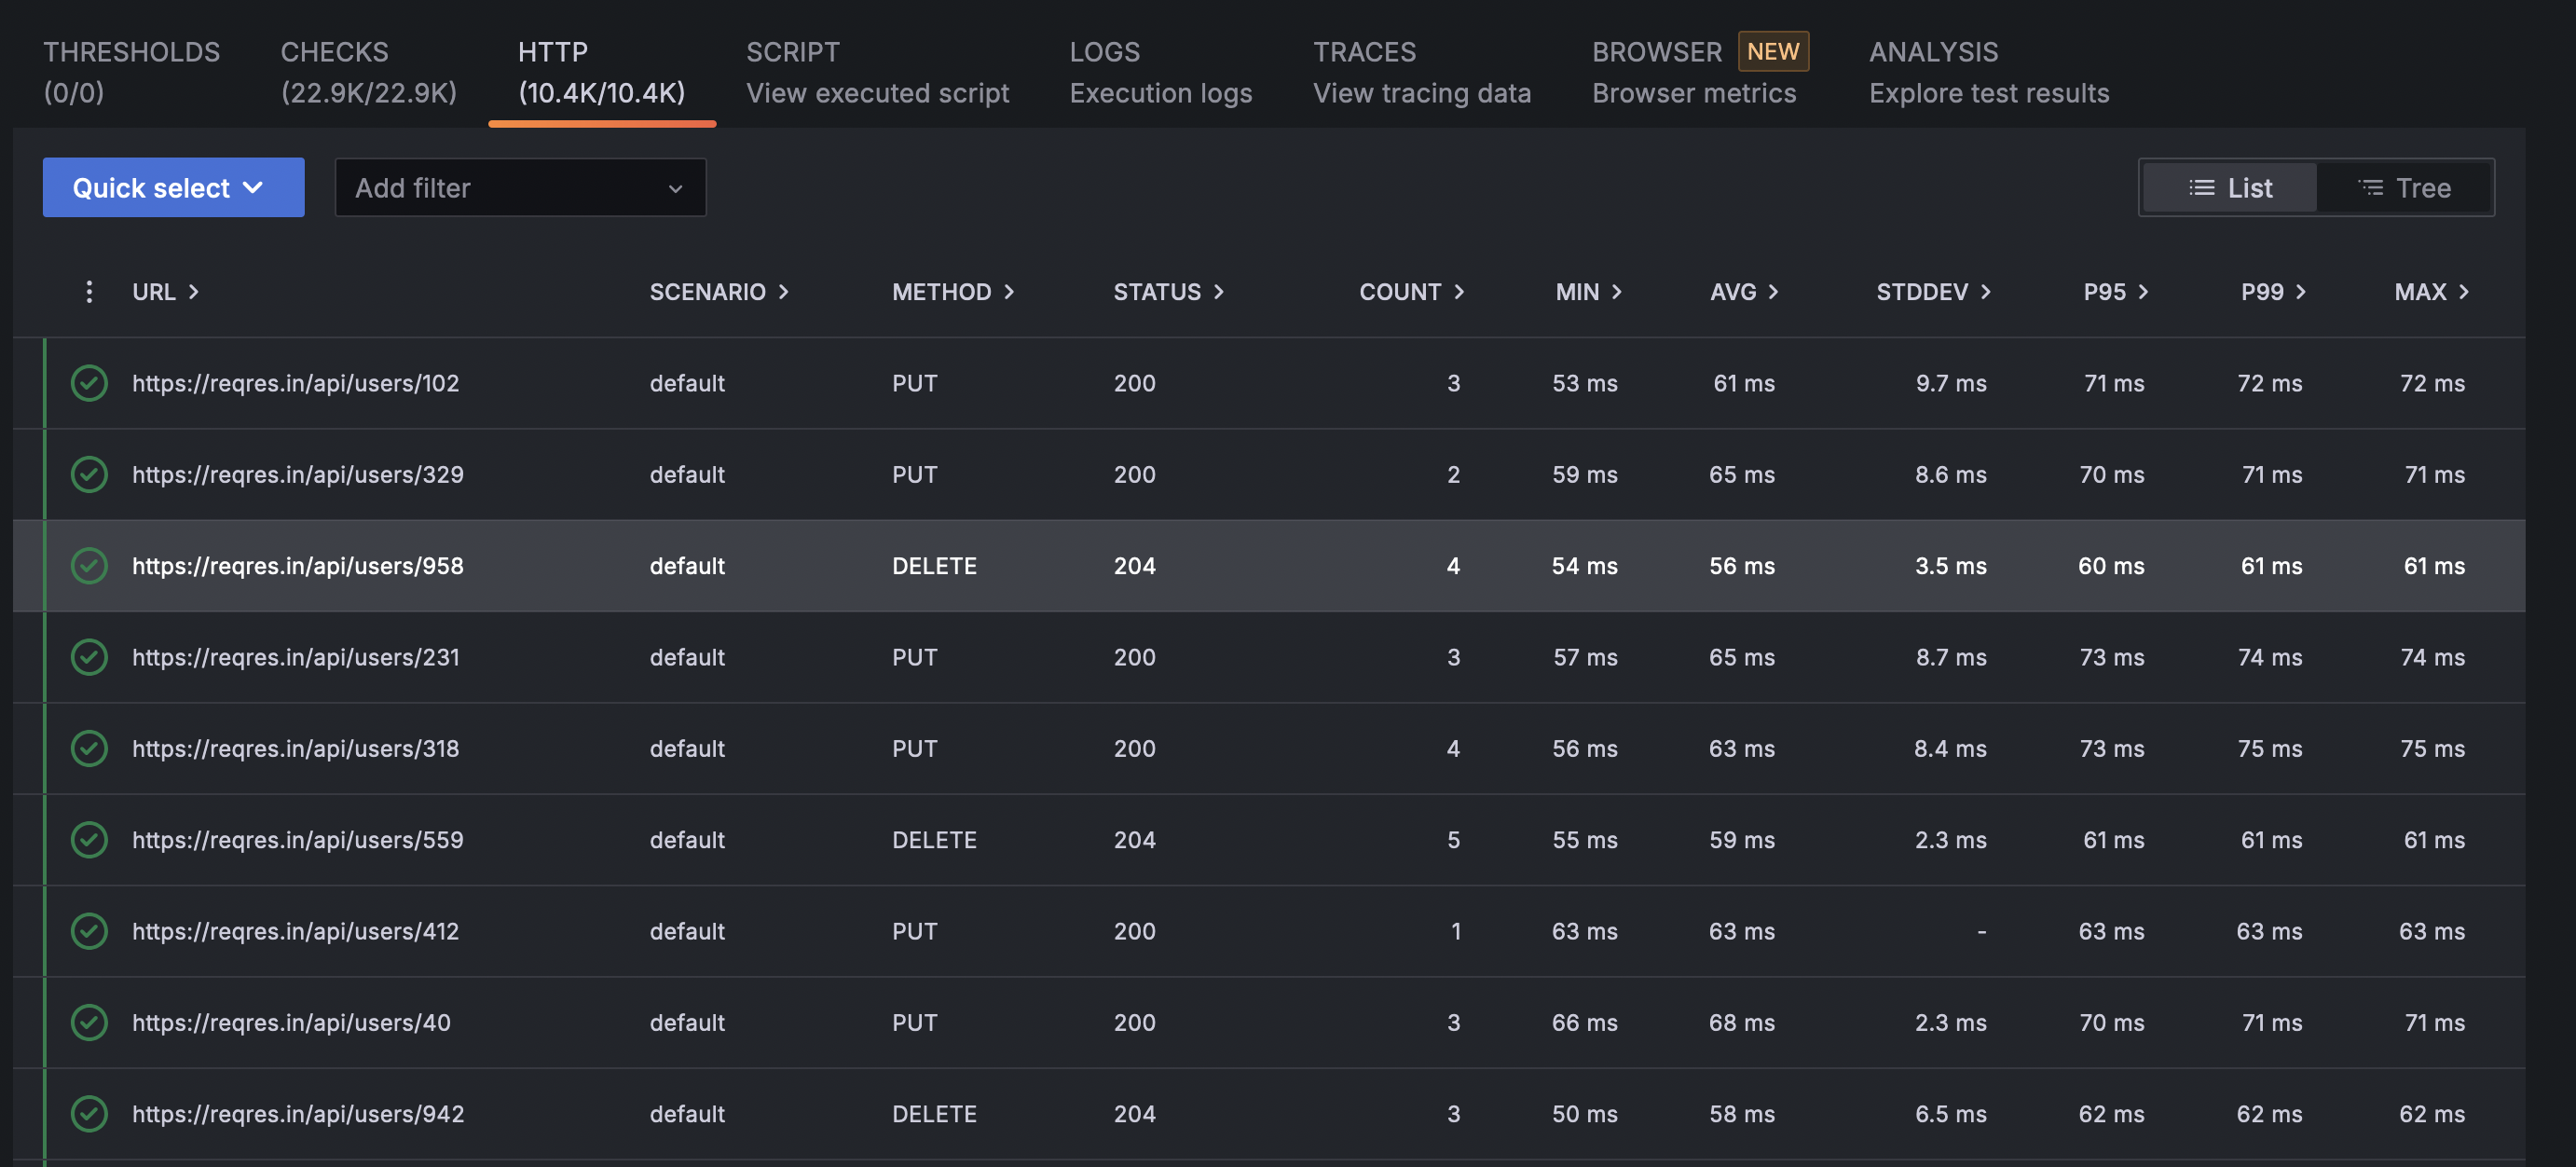 THRESHOLDS CHECKS HTTP SCRIPT LOGS TRACES BROWSER NEW ANALYSIS
(0/0) (22.9K/22.9K) (10.4K/10.4K) View executed script Execution logs View tracing data Browser metrics Explore test results
Quick select Add filter List Tree
URL SCENARIO METHOD STATUS COUNT MIN AVG STDDEV P95 P99 MAX
https://reqres.in/api/users/102 default PUT 200 3 53 ms 61 ms 9.7 ms 71 ms 72 ms 72 ms
https://reqres.in/api/users/329 default PUT 200 2 59 ms 65 ms 8.6 ms 70 ms 71 ms 71 ms
https://reqres.in/api/users/958 default DELETE 204 4 54 ms 56 ms 3.5 ms 60 ms 61 ms 61 ms
https://reqres.in/api/users/231 default PUT 200 3 57 ms 65 ms 8.7 ms 73 ms 74 ms 74 ms
https://reqres.in/api/users/318 default PUT 200 4 56 ms 63 ms 8.4 ms 73 ms 75 ms 75 ms
https://reqres.in/api/users/559 default DELETE 204 5 55 ms 59 ms 2.3 ms 61 ms 61 ms 61 ms
https://reqres.in/api/users/412 default PUT 200 1 63 ms 63 ms - 63 ms 63 ms 63 ms
https://reqres.in/api/users/40 default PUT 200 3 66 ms 68 ms 2.3 ms 70 ms 71 ms 71 ms
https://reqres.in/api/users/942 default DELETE 204 3 50 ms 58 ms 6.5 ms 62 ms 62 ms 62 ms